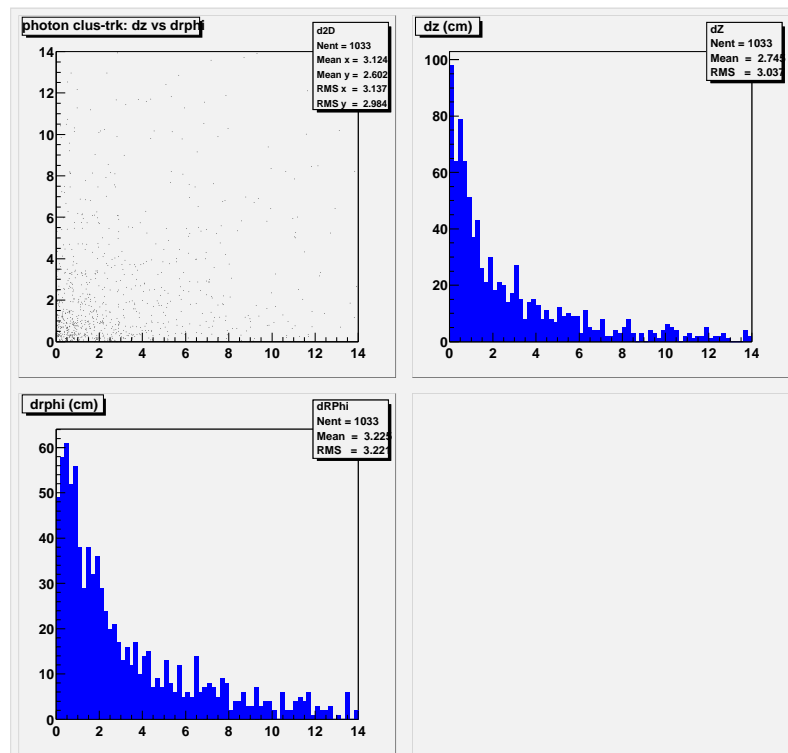 photon clus-trk: dz vs drphi
d2D
Nent = 1033
Mean x = 3.124
Mean y = 2.602
RMS x = 3.137
RMS y = 2.984
14
12
10
8
6
4
2
0
0 2 4 6 8 10 12 14
dz (cm)
dZ
Nent = 1033
Mean = 2.745
RMS = 3.037
100
80
60
40
20
0
0 2 4 6 8 10 12 14
drphi (cm)
dRPhi
Nent = 1033
Mean = 3.225
RMS = 3.221
60
50
40
30
20
10
0
0 2 4 6 8 10 12 14